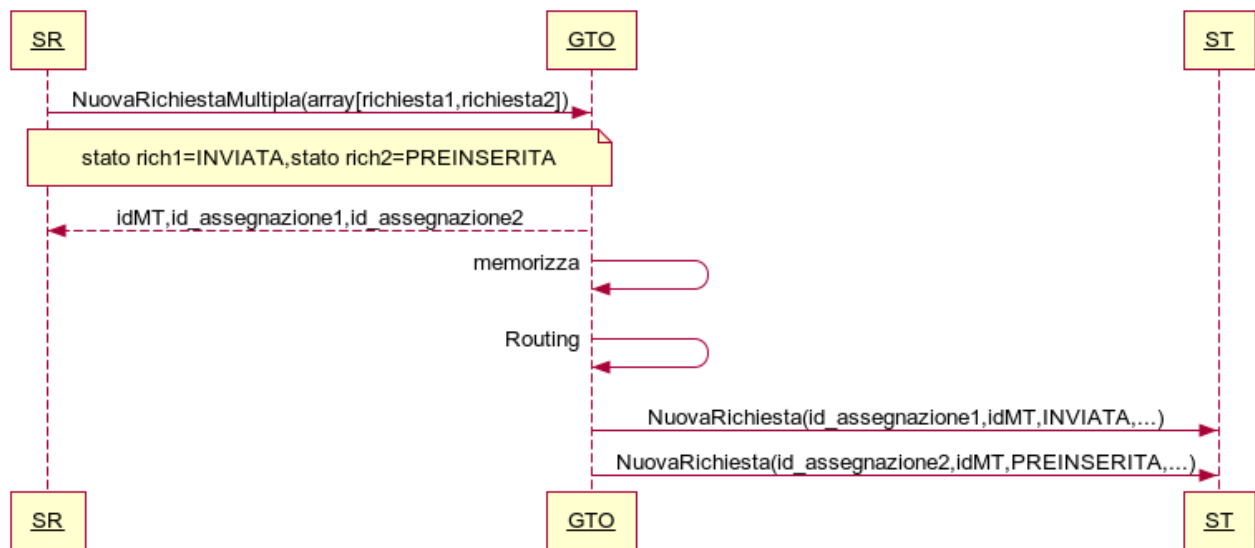 SR GTO ST
NuovaRichiestaMultipla(array[richiesta1,richiesta2])
stato rich1=INVIATA,stato rich2=PREINSERITA
idMT,id_assegnazione1,id_assegnazione2
memorizza
Routing
NuovaRichiesta(id_assegnazione1,idMT,INVIATA,...)
NuovaRichiesta(id_assegnazione2,idMT,PREINSERITA,...)
SR GTO ST